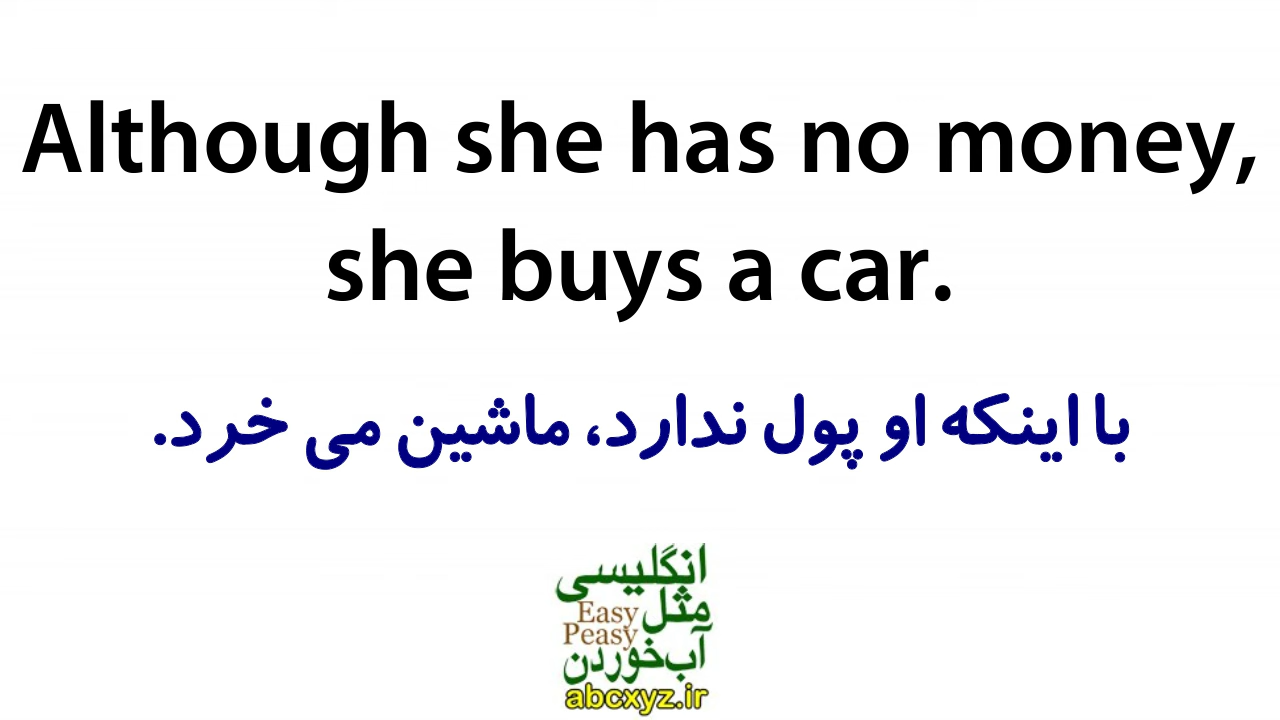 Although she has no money,
she buys a car.
با اینکه او پول ندارد، ماشین می خرد.
انگلیسی
مثل
Easy
Peasy
آب‌خوردن
abcxyz.ir